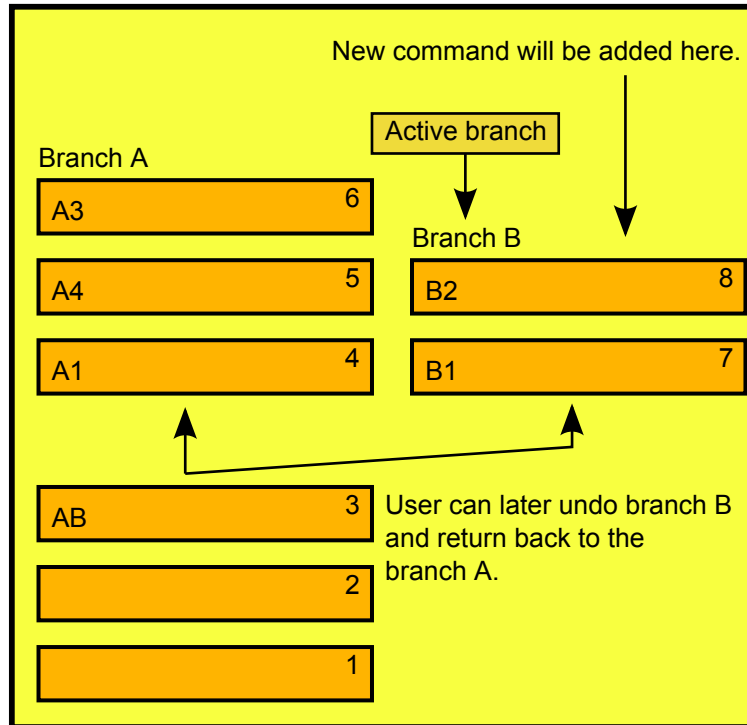 New command will be added here.
Active branch
Branch A
A3 6
A4 5
A1 4
Branch B
B2 8
B1 7
AB 3
2
1
User can later undo branch B
and return back to the
branch A.